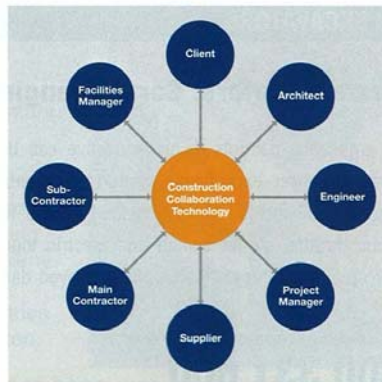 Client
Architect
Engineer
Project
Manager
Supplier
Main
Contractor
Sub-
Contractor
Facilities
Manager
Construction
Collaboration
Technology